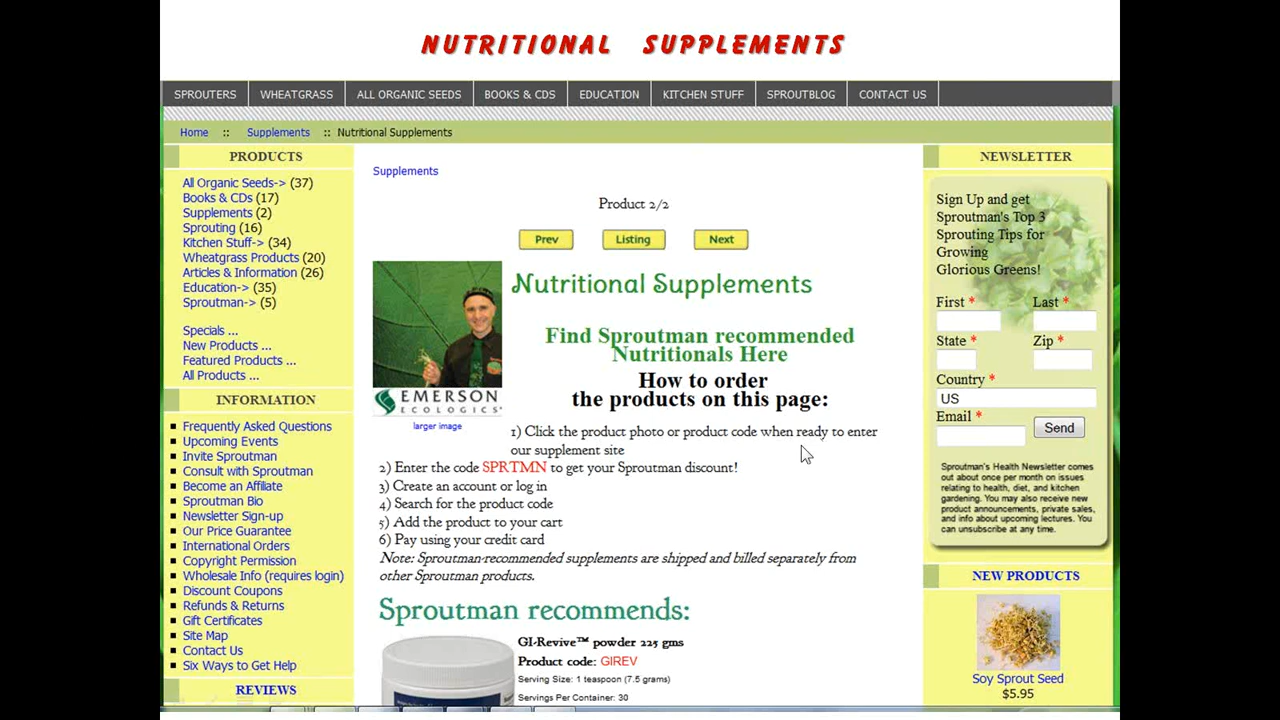 NUTRITIONAL SUPPLEMENTS
SPROUTERS
WHEATGRASS
ALL ORGANIC SEEDS
BOOKS & CDS
EDUCATION
KITCHEN STUFF
SPROUTBLOG
CONTACT US
Home :: Supplements :: Nutritional Supplements
PRODUCTS
All Organic Seeds-> (37)
Books & CDs (17)
Supplements (2)
Sprouting (16)
Kitchen Stuff-> (34)
Wheatgrass Products (20)
Articles & Information (26)
Education-> (35)
Sproutman-> (5)
Specials ...
New Products ...
Featured Products ...
All Products ...
INFORMATION
Frequently Asked Questions
Upcoming Events
Invite Sproutman
Consult with Sproutman
Become an Affiliate
Sproutman Bio
Newsletter Sign-up
Our Price Guarantee
International Orders
Copyright Permission
Wholesale Info (requires login)
Discount Coupons
Refunds & Returns
Gift Certificates
Site Map
Contact Us
Six Ways to Get Help
REVIEWS
Supplements
Product 2/2
Prev
Listing
Next
EMERSON
ECOLOGICS
larger image
Nutritional Supplements
Find Sproutman recommended
Nutritionals Here
How to order
the products on this page:
1) Click the product photo or product code when ready to enter
our supplement site
2) Enter the code SPRTMN to get your Sproutman discount!
3) Create an account or log in
4) Search for the product code
5) Add the product to your cart
6) Pay using your credit card
Note: Sproutman-recommended supplements are shipped and billed separately from
other Sproutman products.
Sproutman recommends:
GI-Revive™ powder 225 gms
Product code: GIREV
Serving Size: 1 teaspoon (7.5 grams)
Servings Per Container: 30
NEWSLETTER
Sign Up and get
Sproutman's Top 3
Sprouting Tips for
Growing
Glorious Greens!
First *
Last *
State *
Zip *
Country *
US
Email *
Send
Sproutman's Health Newsletter comes
out about once per month on issues
relating to health, diet, and kitchen
gardening. You may also receive new
product announcements, private sales,
and info about upcoming lectures. You
can unsubscribe at any time.
NEW PRODUCTS
Soy Sprout Seed
$5.95